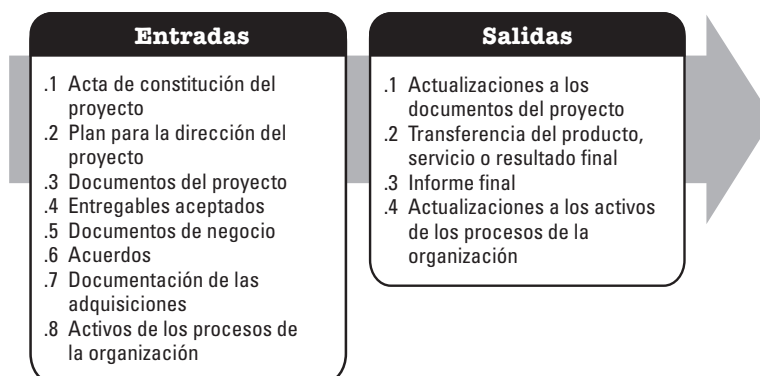 Entradas
.1 Acta de constitución del
proyecto
.2 Plan para la dirección del
proyecto
.3 Documentos del proyecto
.4 Entregables aceptados
.5 Documentos de negocio
.6 Acuerdos
.7 Documentación de las
adquisiciones
.8 Activos de los procesos de
la organización
Salidas
.1 Actualizaciones a los
documentos del proyecto
.2 Transferencia del producto,
servicio o resultado final
.3 Informe final
.4 Actualizaciones a los activos
de los procesos de la
organización